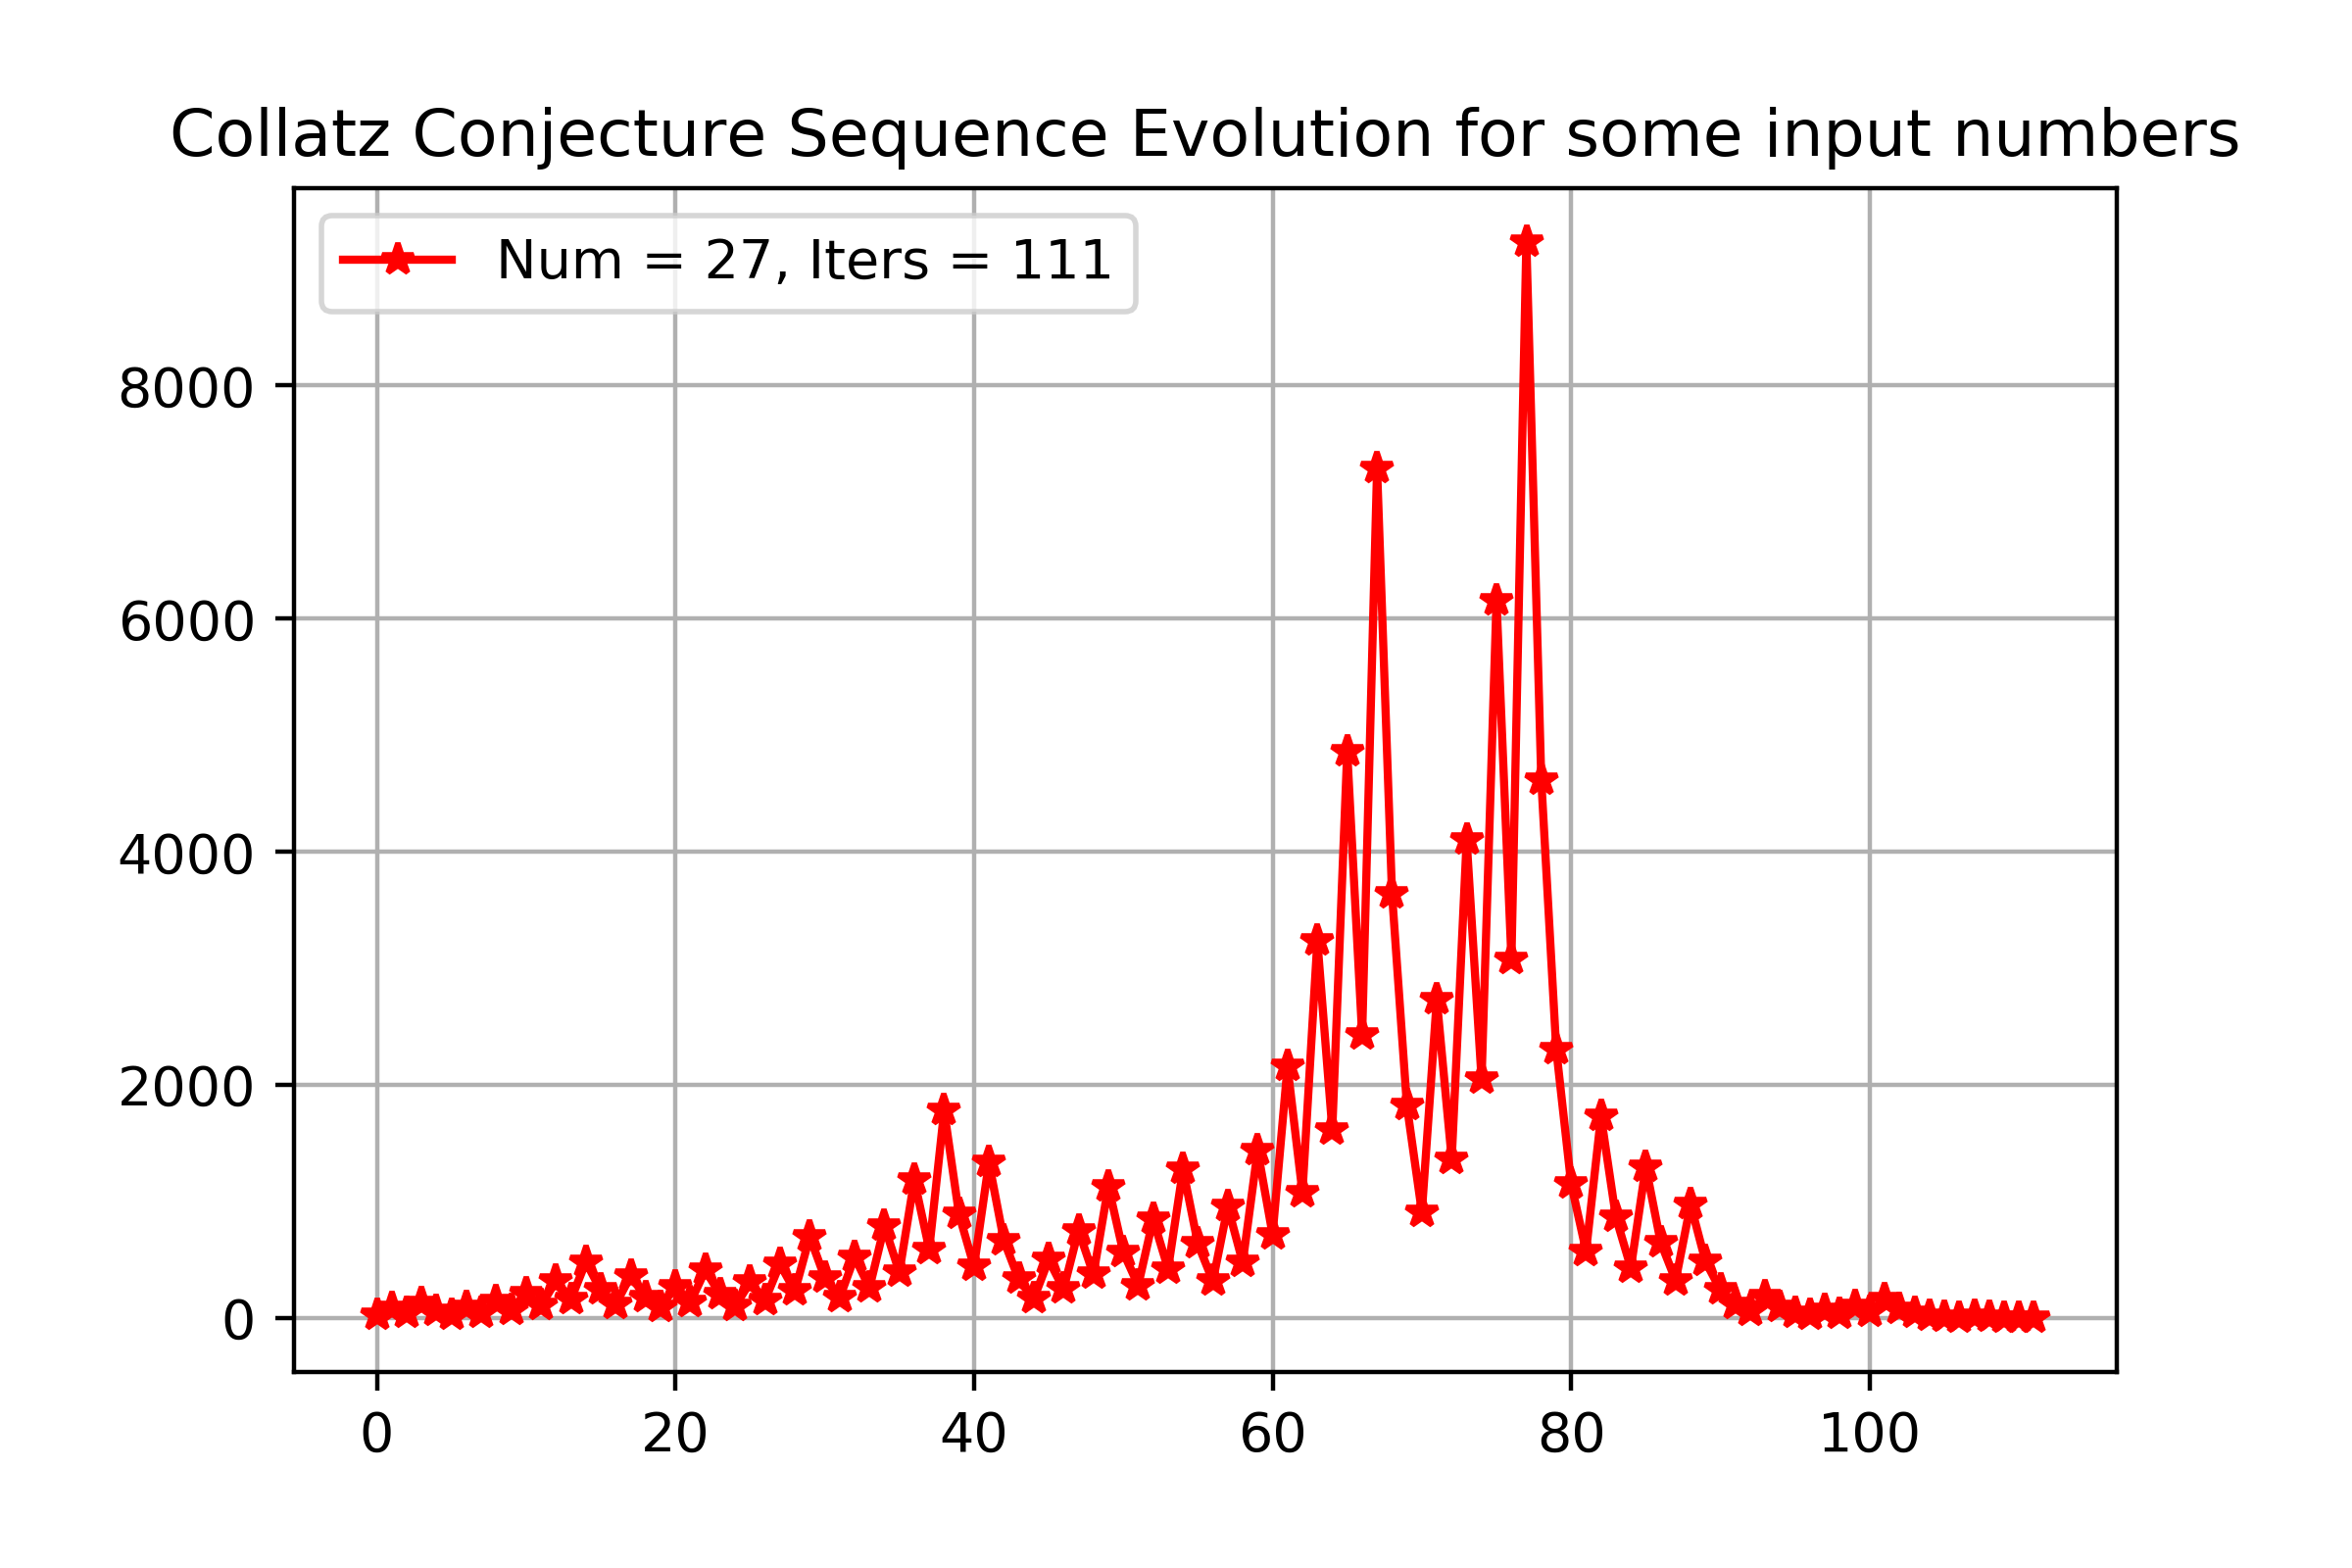 Collatz Conjecture Sequence Evolution for some input numbers
Num = 27, Iters = 111
8000
6000
4000
2000
0
0 20 40 60 80 100